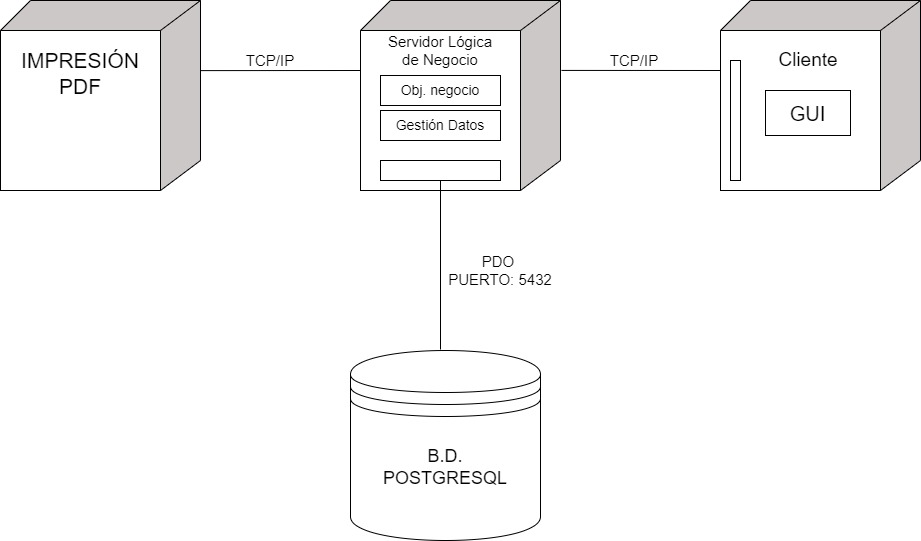 IMPRESIÓN
PDF
TCP/IP
Servidor Lógica
de Negocio
Obj. negocio
Gestión Datos
TCP/IP
Cliente
GUI
PDO
PUERTO: 5432
B.D.
POSTGRESQL